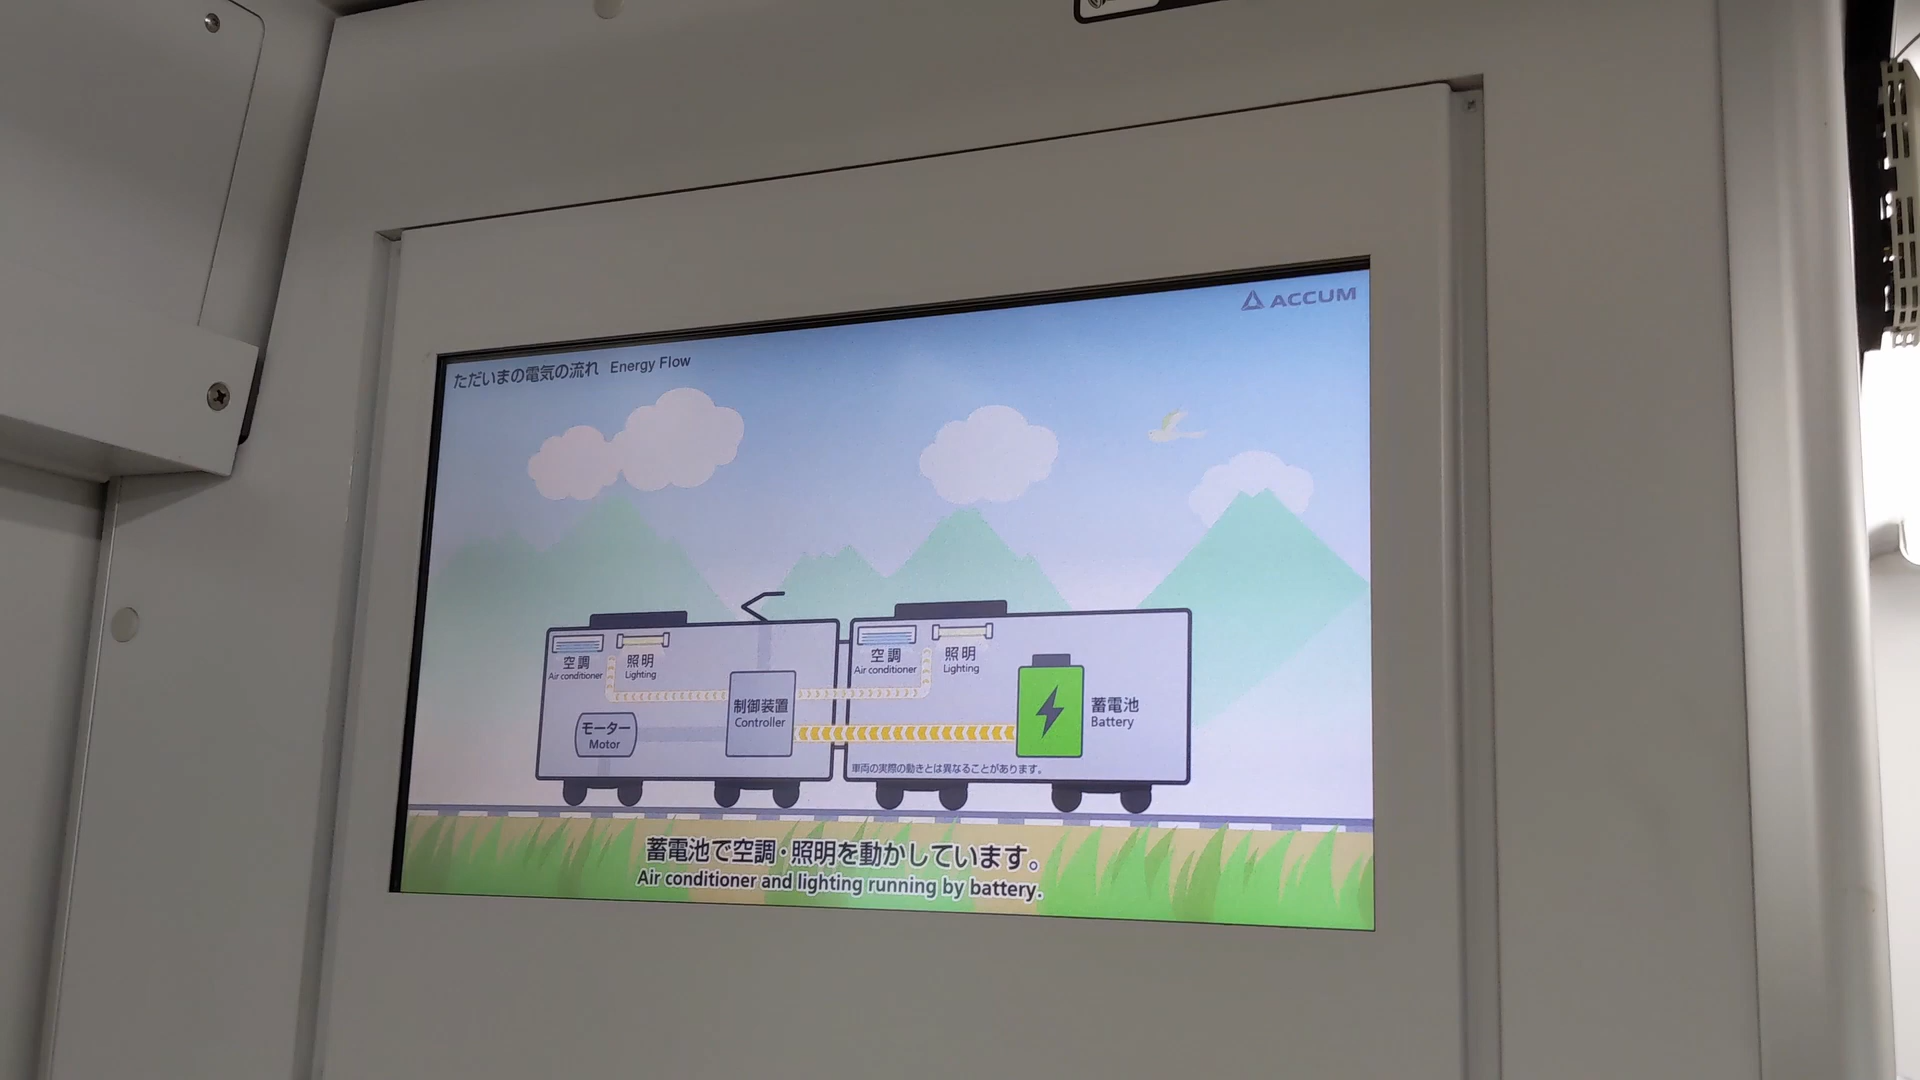 ACCUM
ただいまの電気の流れ Energy Flow
空調
Air conditioner
照明
Lighting
空調
Air conditioner
照明
Lighting
制御装置
Controller
モーター
Motor
蓄電池
Battery
車両の実際の動きとは異なることがあります。
蓄電池で空調・照明を動かしています。
Air conditioner and lighting running by battery.